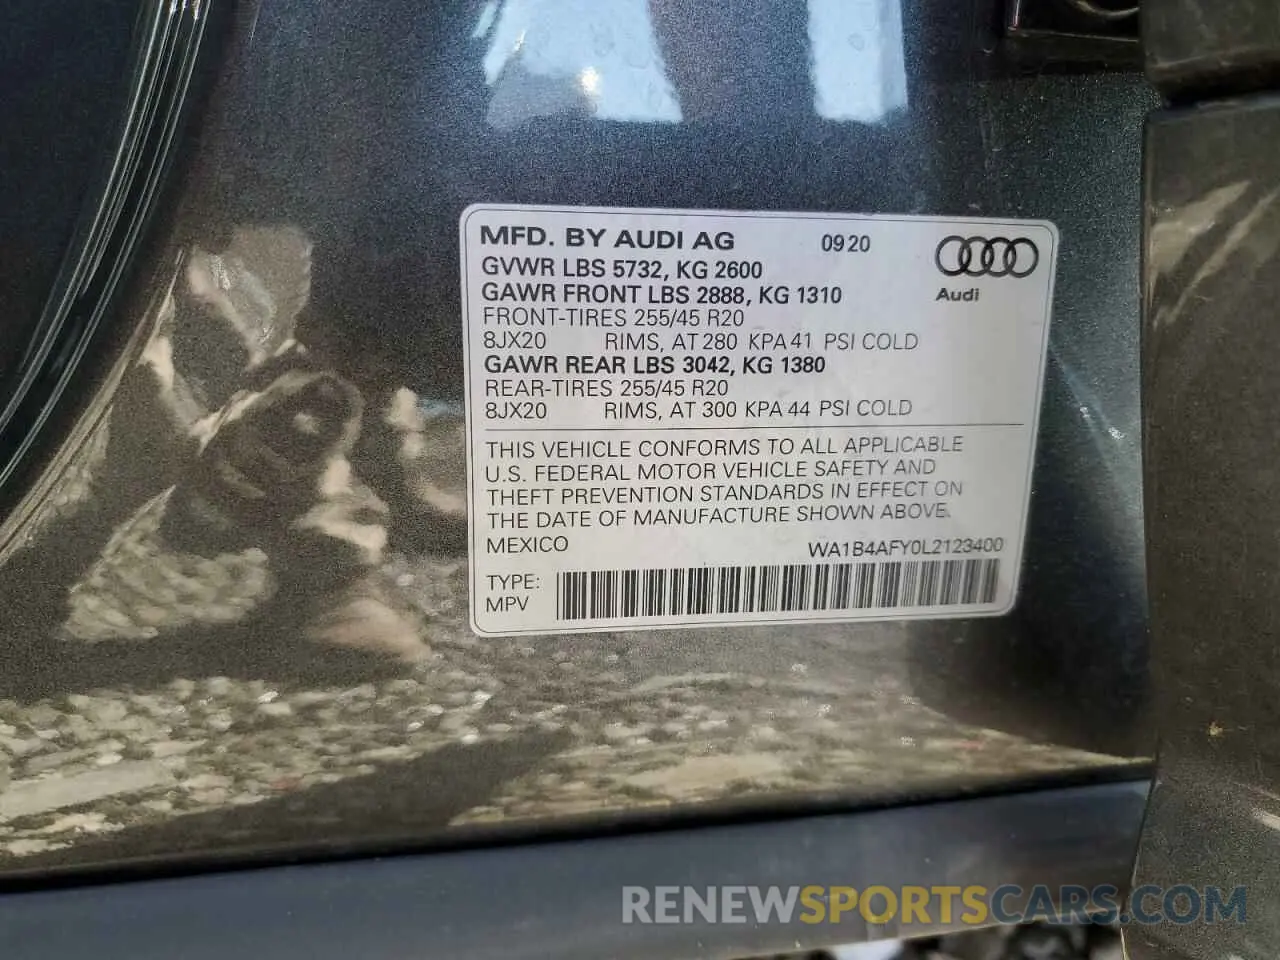 MFD. BY AUDI AG 0920
GVWR LBS 5732, KG 2600
GAWR FRONT LBS 2888, KG 1310
Audi
FRONT-TIRES 255/45 R20
8JX20 RIMS, AT 280 KPA 41 PSI COLD
GAWR REAR LBS 3042, KG 1380
REAR-TIRES 255/45 R20
8JX20 RIMS, AT 300 KPA 44 PSI COLD
THIS VEHICLE CONFORMS TO ALL APPLICABLE
U.S. FEDERAL MOTOR VEHICLE SAFETY AND
THEFT PREVENTION STANDARDS IN EFFECT ON
THE DATE OF MANUFACTURE SHOWN ABOVE.
MEXICO WA1B4AFY0L2123400
TYPE:
MPV
RENEWSPORTSCARS.COM